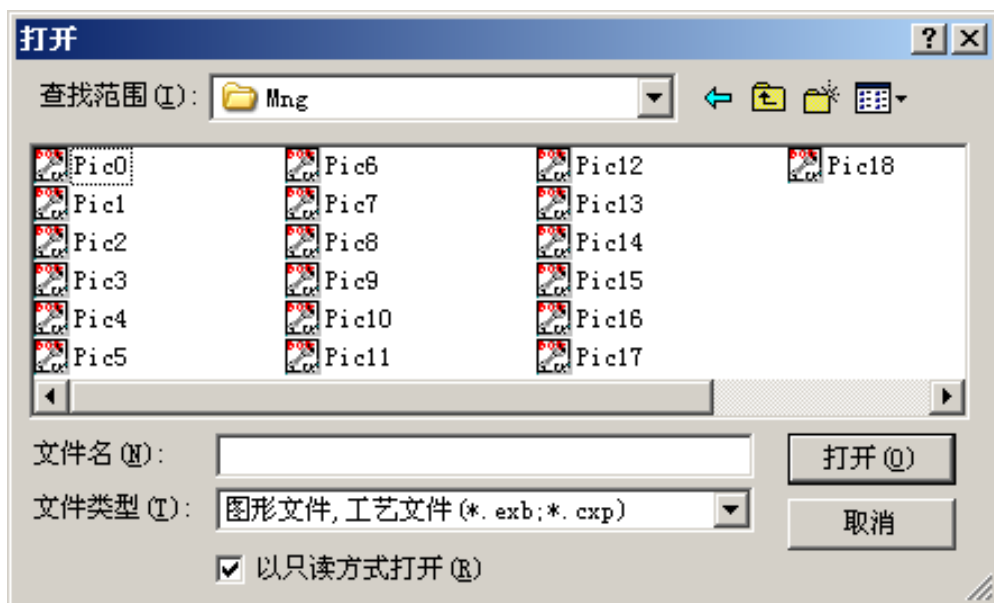 打开
查找范围(I): Mng
Pic0 Pic6 Pic12 Pic18
Pic1 Pic7 Pic13
Pic2 Pic8 Pic14
Pic3 Pic9 Pic15
Pic4 Pic10 Pic16
Pic5 Pic11 Pic17
文件名(N): 打开(O)
文件类型(T): 图形文件,工艺文件(*.exb;*.cxp) 取消
以只读方式打开(R)